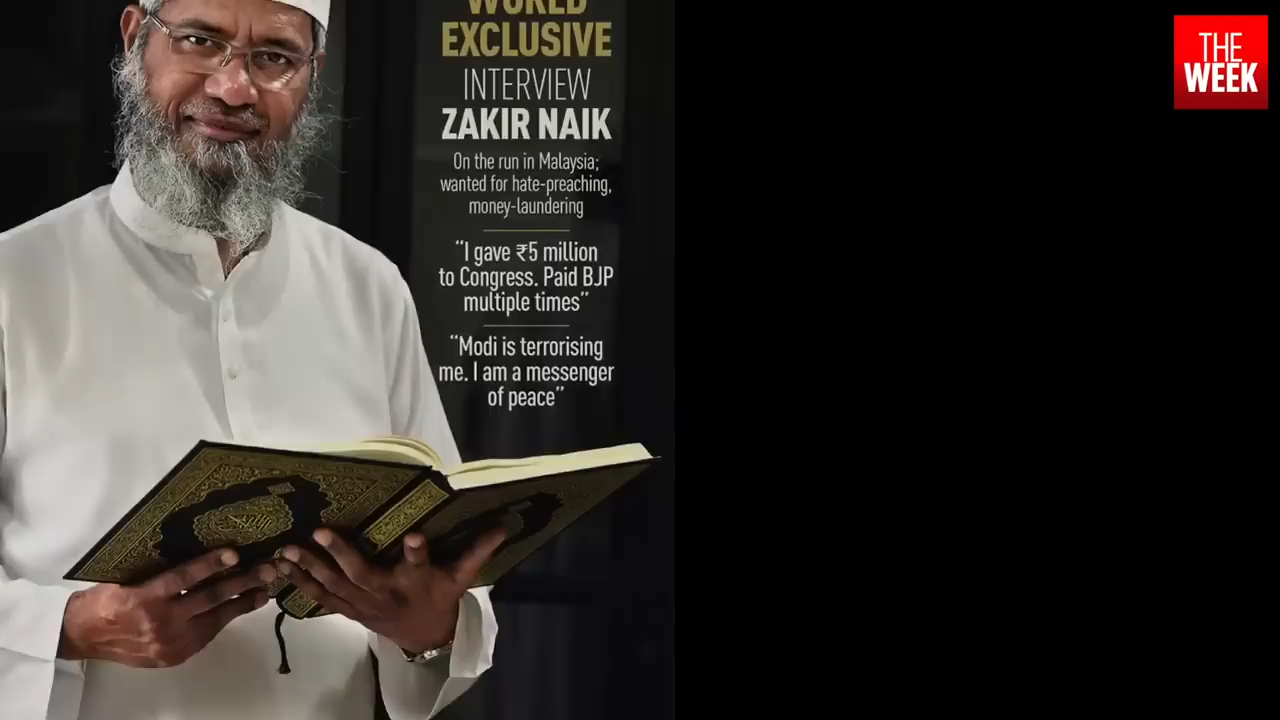 WORLD
EXCLUSIVE
INTERVIEW
ZAKIR NAIK
On the run in Malaysia;
wanted for hate-preaching,
money-laundering
“I gave ₹5 million
to Congress. Paid BJP
multiple times”
“Modi is terrorising
me. I am a messenger
of peace”
THE
WEEK